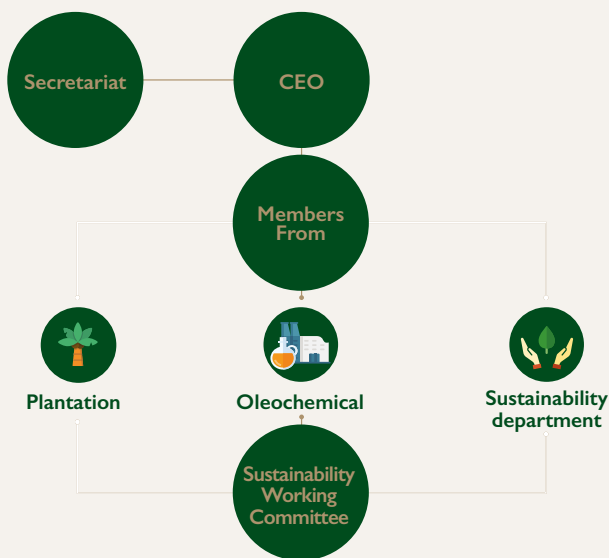 Secretariat
CEO
Members
From
Plantation
Oleochemical
Sustainability
department
Sustainability
Working
Committee